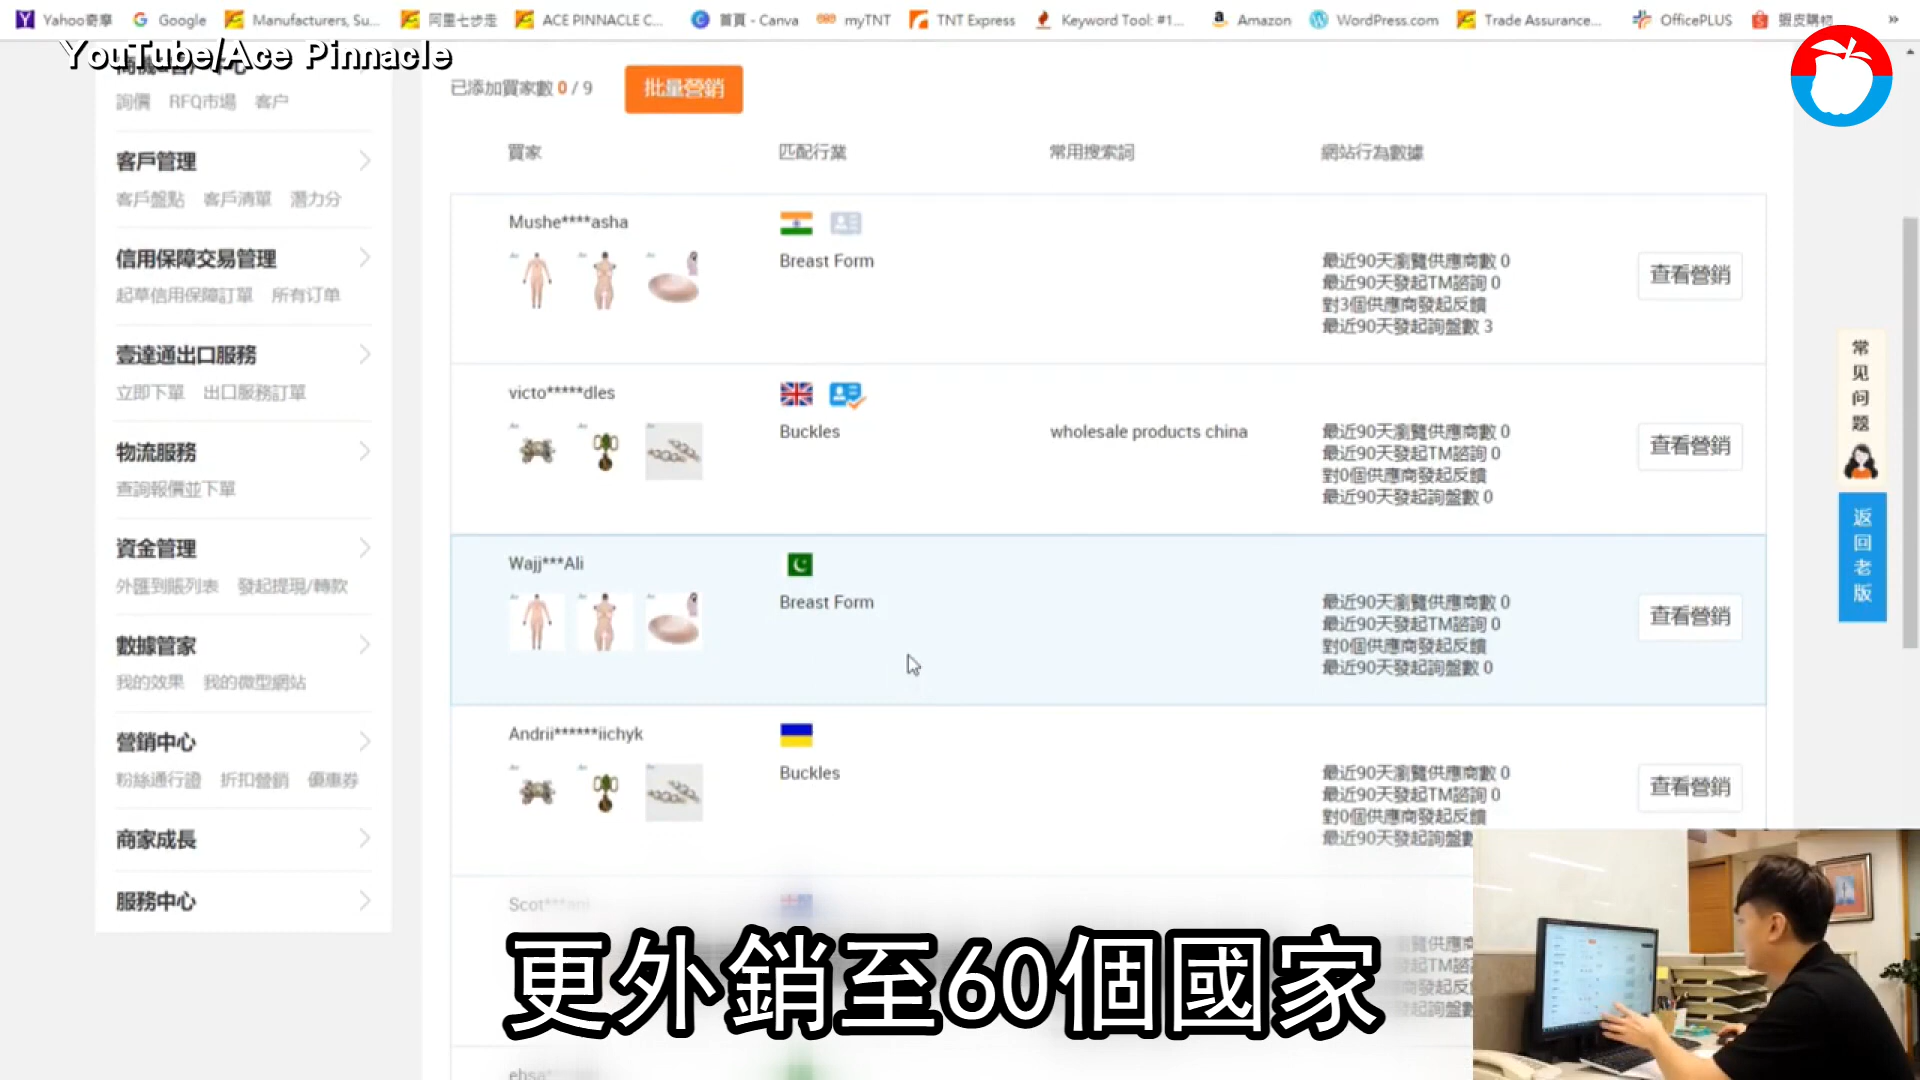 Yahoo奇摩 Google Manufacturers, Su... 阿里七步走 ACE PINNACLE C... 首頁 - Canva myTNT TNT Express Keyword Tool: #1... Amazon WordPress.com Trade Assurance... OfficePLUS 蝦皮購物 »
YouTube/Ace Pinnacle
詢價 RFQ市場 客户
客戶管理
客戶盤點 客戶清單 潛力分
信用保障交易管理
起草信用保障訂單 所有订单
壹達通出口服務
立即下單 出口服務訂單
物流服務
查詢報價並下單
資金管理
外匯到賬列表 發起提現/轉款
數據管家
我的效果 我的微型網站
營銷中心
粉絲通行證 折扣營銷 優惠券
商家成長
服務中心
已添加買家數 0 / 9 批量營銷
買家 匹配行業 常用搜索詞 網站行為數據
Mushe****asha
Breast Form
最近90天瀏覽供應商數 0
最近90天發起TM諮詢 0
對3個供應商發起反饋
最近90天發起詢盤數 3
查看營銷
victo*****dles
Buckles
wholesale products china
最近90天瀏覽供應商數 0
最近90天發起TM諮詢 0
對0個供應商發起反饋
最近90天發起詢盤數 0
查看營銷
Wajj***Ali
Breast Form
最近90天瀏覽供應商數 0
最近90天發起TM諮詢 0
對0個供應商發起反饋
最近90天發起詢盤數 0
查看營銷
Andrii******iichyk
Buckles
最近90天瀏覽供應商數 0
最近90天發起TM諮詢 0
對0個供應商發起反饋
最近90天發起詢盤數
查看營銷
常见问题
返回老版
更外銷至60個國家